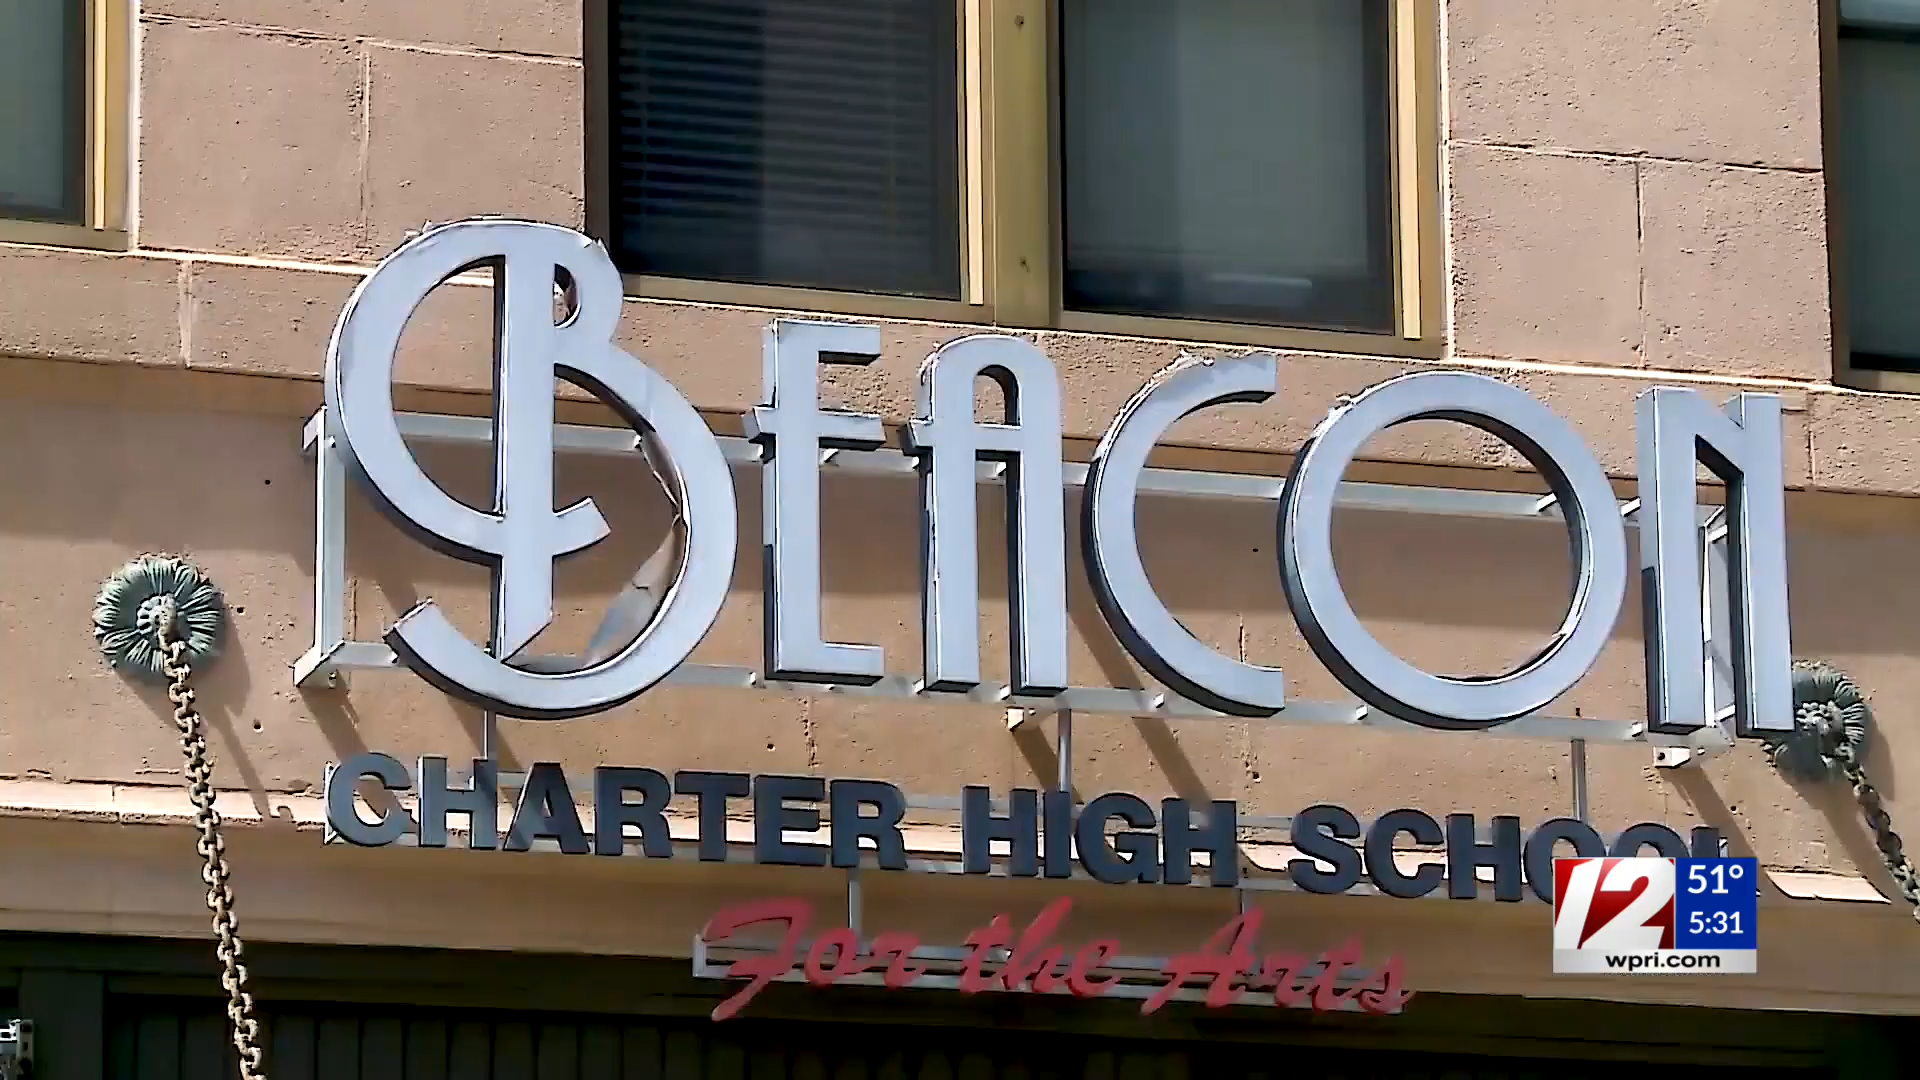 BEACON
CHARTER HIGH SCHOOL
For the Arts
12
51°
5:31
wpri.com